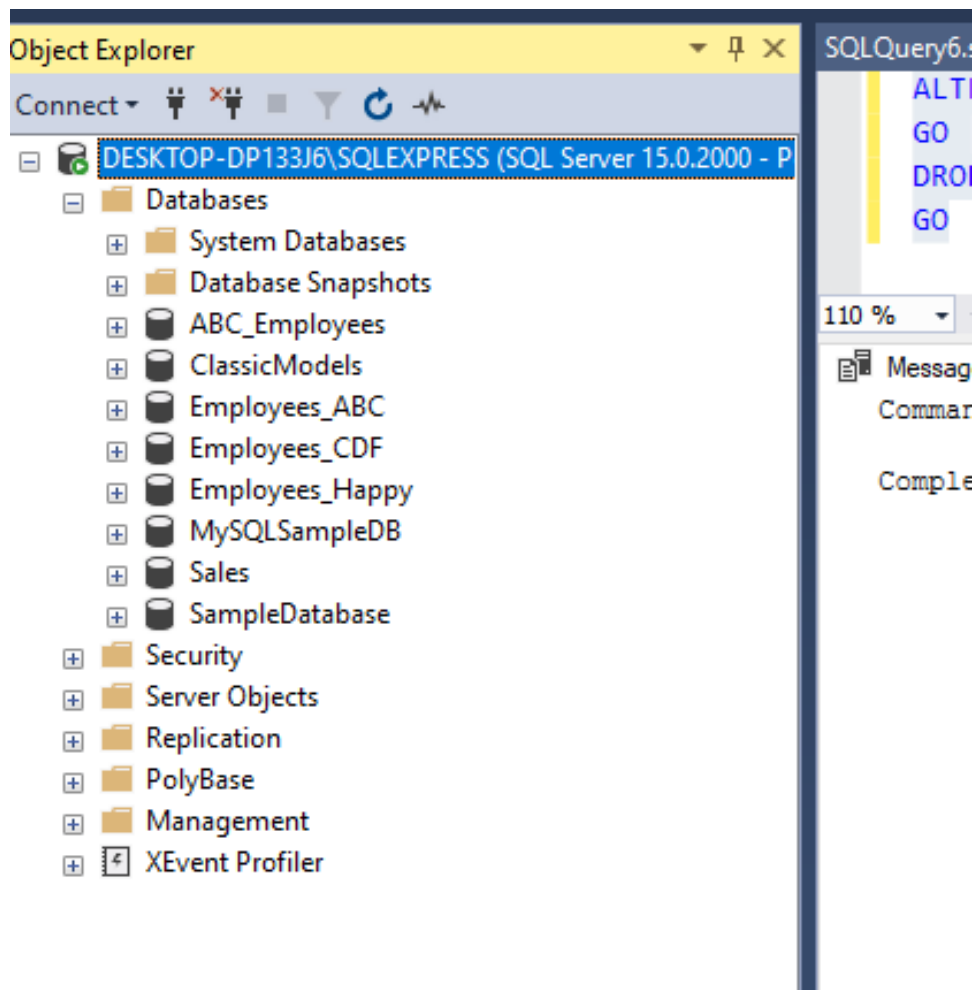 Object Explorer
Connect
DESKTOP-DP133J6\SQLEXPRESS (SQL Server 15.0.2000 - P
Databases
System Databases
Database Snapshots
ABC_Employees
ClassicModels
Employees_ABC
Employees_CDF
Employees_Happy
MySQLSampleDB
Sales
SampleDatabase
Security
Server Objects
Replication
PolyBase
Management
XEvent Profiler
SQLQuery6.s
ALT
GO
DRO
GO
110 %
Messag
Comman
Comple